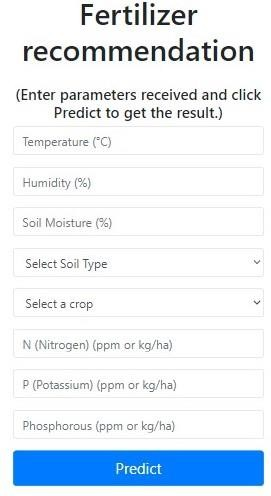 Fertilizer
recommendation
(Enter parameters received and click
Predict to get the result.)
Temperature (°C)
Humidity (%)
Soil Moisture (%)
Select Soil Type
Select a crop
N (Nitrogen) (ppm or kg/ha)
P (Potassium) (ppm or kg/ha)
Phosphorous (ppm or kg/ha)
Predict